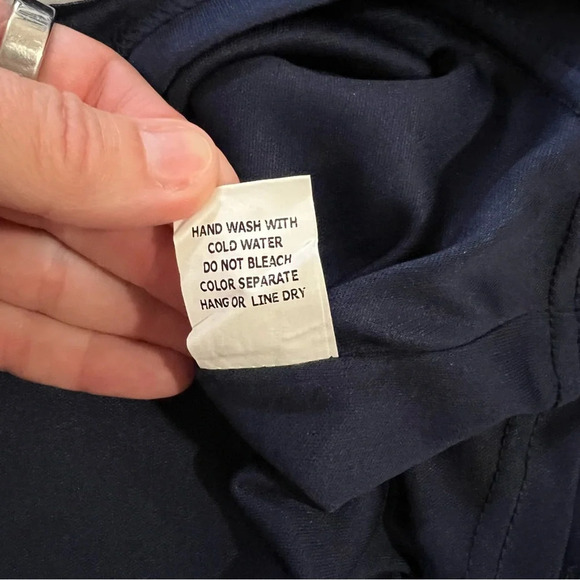 HAND WASH WITH
COLD WATER
DO NOT BLEACH
COLOR SEPARATE
HANG OR LINE DRY